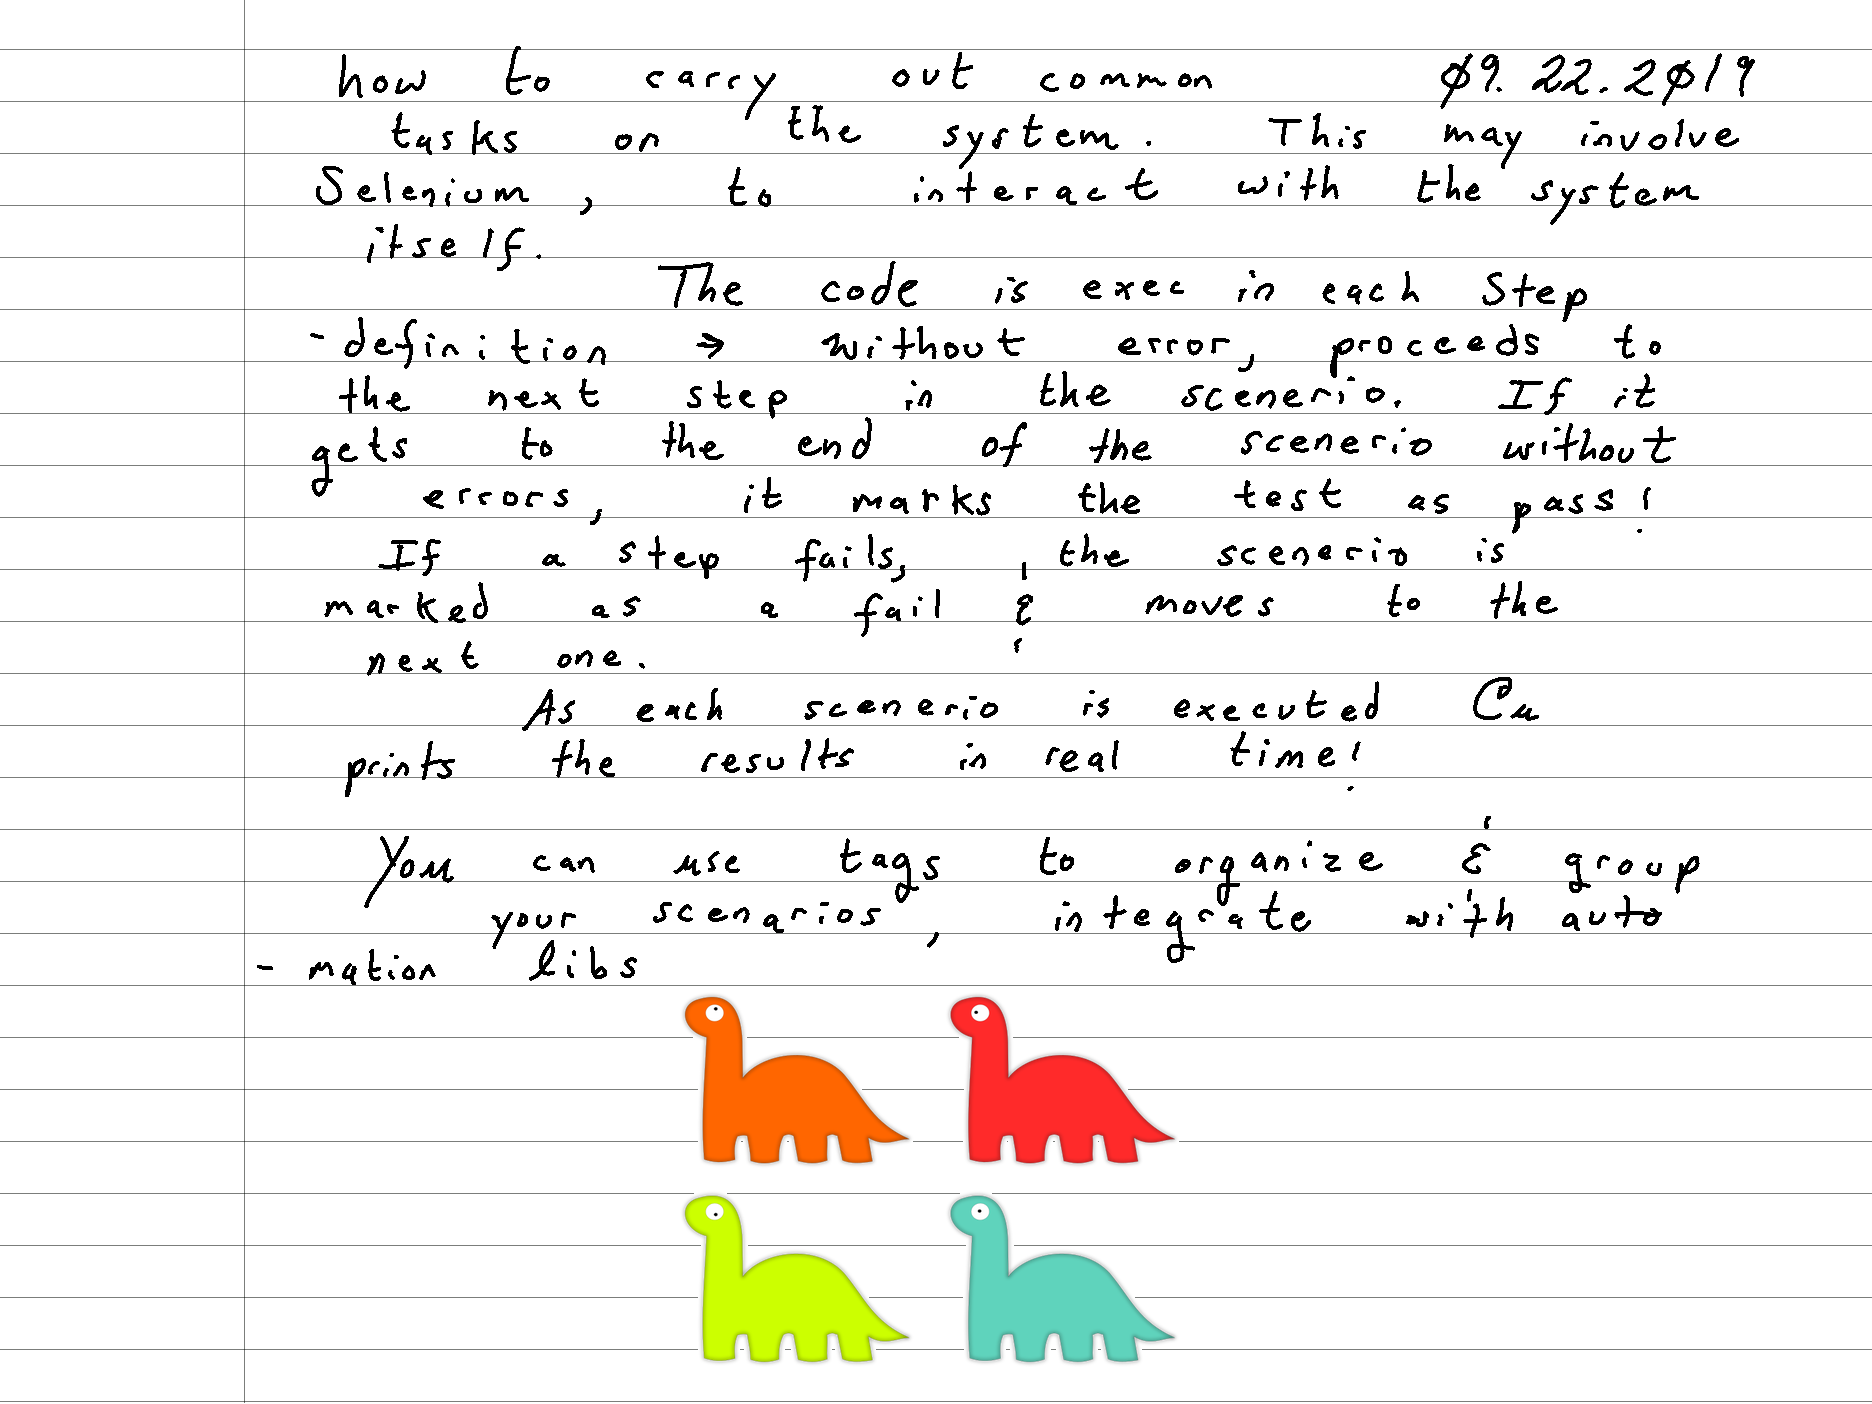 how to carry out common 09.22.2019
tasks on the system. This may involve
Selenium, to interact with the system
itself.
The code is exec in each Step
-definition → without error, proceeds to
the next step in the scenerio. If it
gets to the end of the scenerio without
errors, it marks the test as pass!
If a step fails, the scenerio is
marked as a fail & moves to the
next one.
As each scenerio is executed Cu
prints the results in real time!
You can use tags to organize & group
your scenarios, integrate with auto
- mation libs